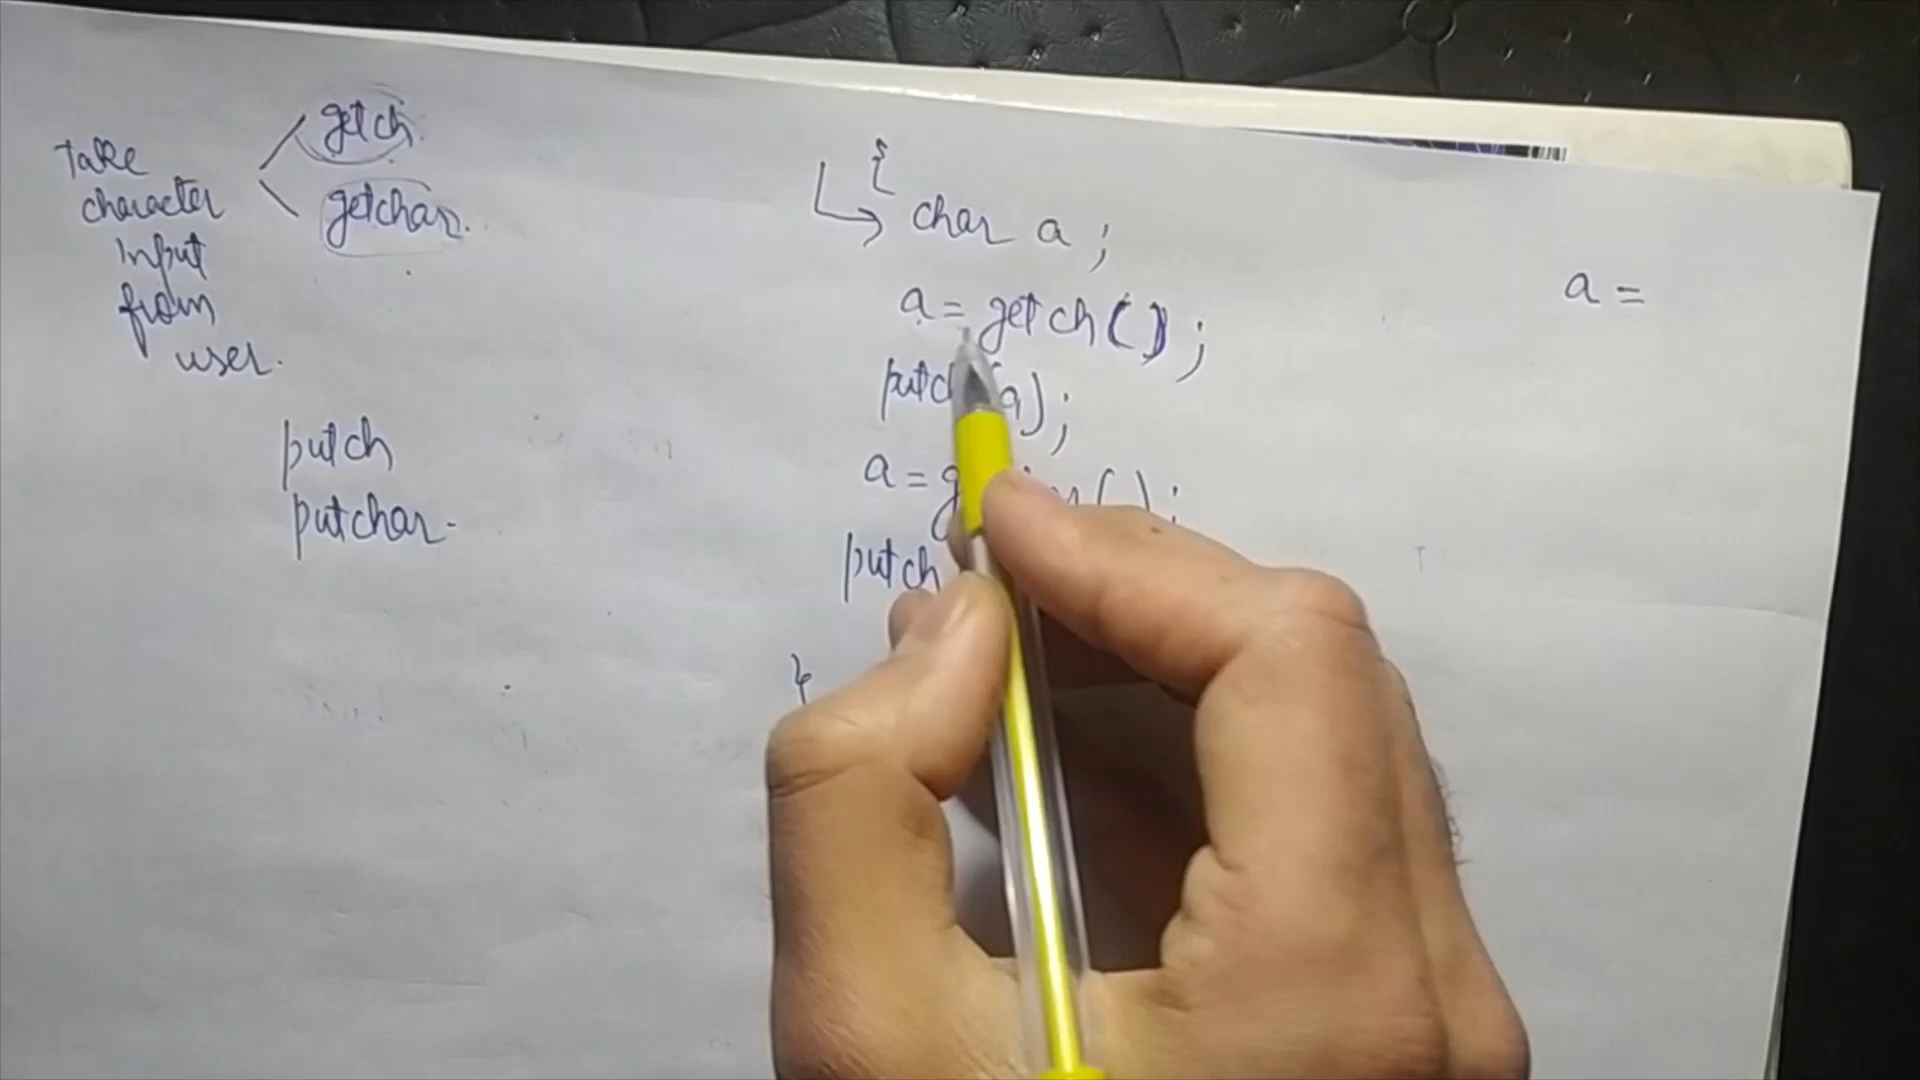 getch.
Take
character
getchar.
Input
from
user.
putch
putchar-
{
char a ;
a = getch( ) ;
a);
a =
putch
}
a =